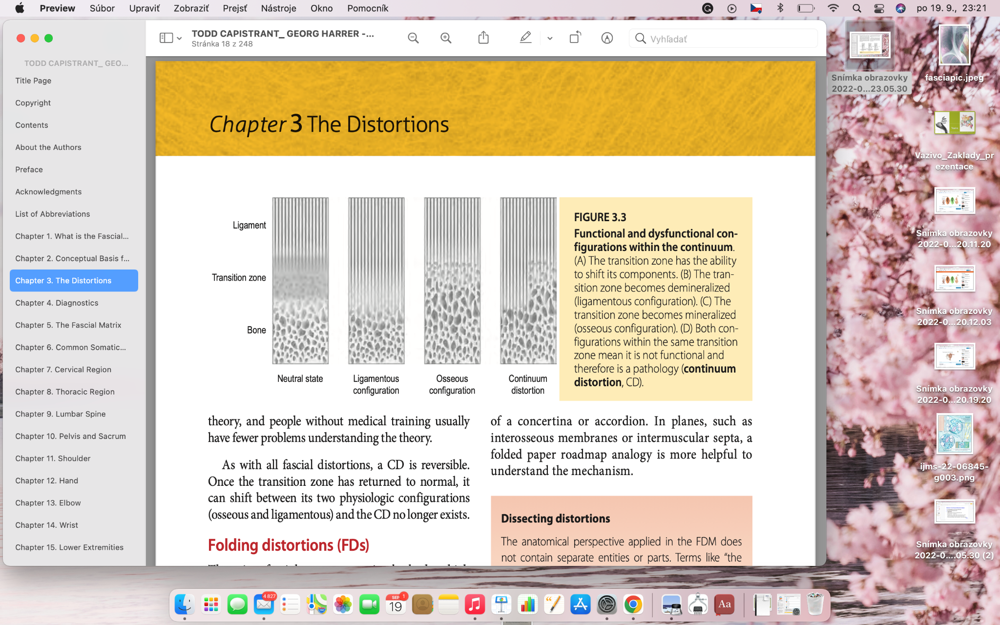 Preview Súbor Upraviť Zobraziť Prejsť Nástroje Okno Pomocník
po 19. 9., 23:21
TODD CAPISTRANT_ GEO...
Title Page
Copyright
Contents
About the Authors
Preface
Acknowledgments
List of Abbreviations
Chapter 1. What is the Fascial...
Chapter 2. Conceptual Basis f...
Chapter 3. The Distortions
Chapter 4. Diagnostics
Chapter 5. The Fascial Matrix
Chapter 6. Common Somatic...
Chapter 7. Cervical Region
Chapter 8. Thoracic Region
Chapter 9. Lumbar Spine
Chapter 10. Pelvis and Sacrum
Chapter 11. Shoulder
Chapter 12. Hand
Chapter 13. Elbow
Chapter 14. Wrist
Chapter 15. Lower Extremities
TODD CAPISTRANT_ GEORG HARRER -...
Stránka 18 z 248
Vyhľadať
Chapter 3 The Distortions
Ligament
Transition zone
Bone
Neutral state
Ligamentous
configuration
Osseous
configuration
Continuum
distortion
FIGURE 3.3
Functional and dysfunctional con-
figurations within the continuum.
(A) The transition zone has the ability
to shift its components. (B) The tran-
sition zone becomes demineralized
(ligamentous configuration). (C) The
transition zone becomes mineralized
(osseous configuration). (D) Both con-
figurations within the same transition
zone mean it is not functional and
therefore is a pathology (continuum
distortion, CD).
theory, and people without medical training usually
have fewer problems understanding the theory.
As with all fascial distortions, a CD is reversible.
Once the transition zone has returned to normal, it
can shift between its two physiologic configurations
(osseous and ligamentous) and the CD no longer exists.
Folding distortions (FDs)
of a concertina or accordion. In planes, such as
interosseous membranes or intermuscular septa, a
folded paper roadmap analogy is more helpful to
understand the mechanism.
Dissecting distortions
The anatomical perspective applied in the FDM does
not contain separate entities or parts. Terms like “the
Snímka obrazovky
2022-0...23.05.30
fasciapic.jpeg
Vazivo_Zaklady_pr
ezentace
Snímka obrazovky
2022-0...20.11.20
Snímka obrazovky
2022-0...20.12.03
Snímka obrazovky
2022-0...20.19.20
ijms-22-06845-
g003.png
Snímka obrazovky
2022-0....05.30 (2)
4 827
SEP
1
19
280
Aa